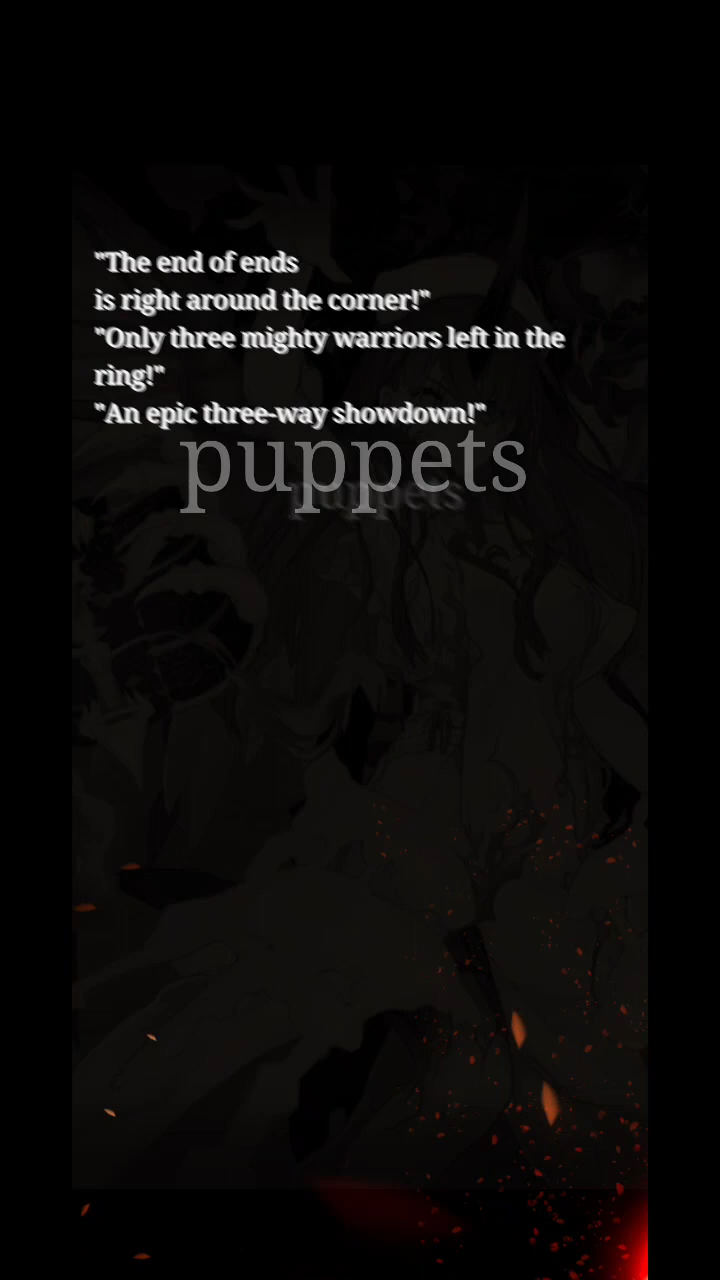 "The end of ends
is right around the corner!"
"Only three mighty warriors left in the
ring!"
"An epic three-way showdown!"
puppets
puppets